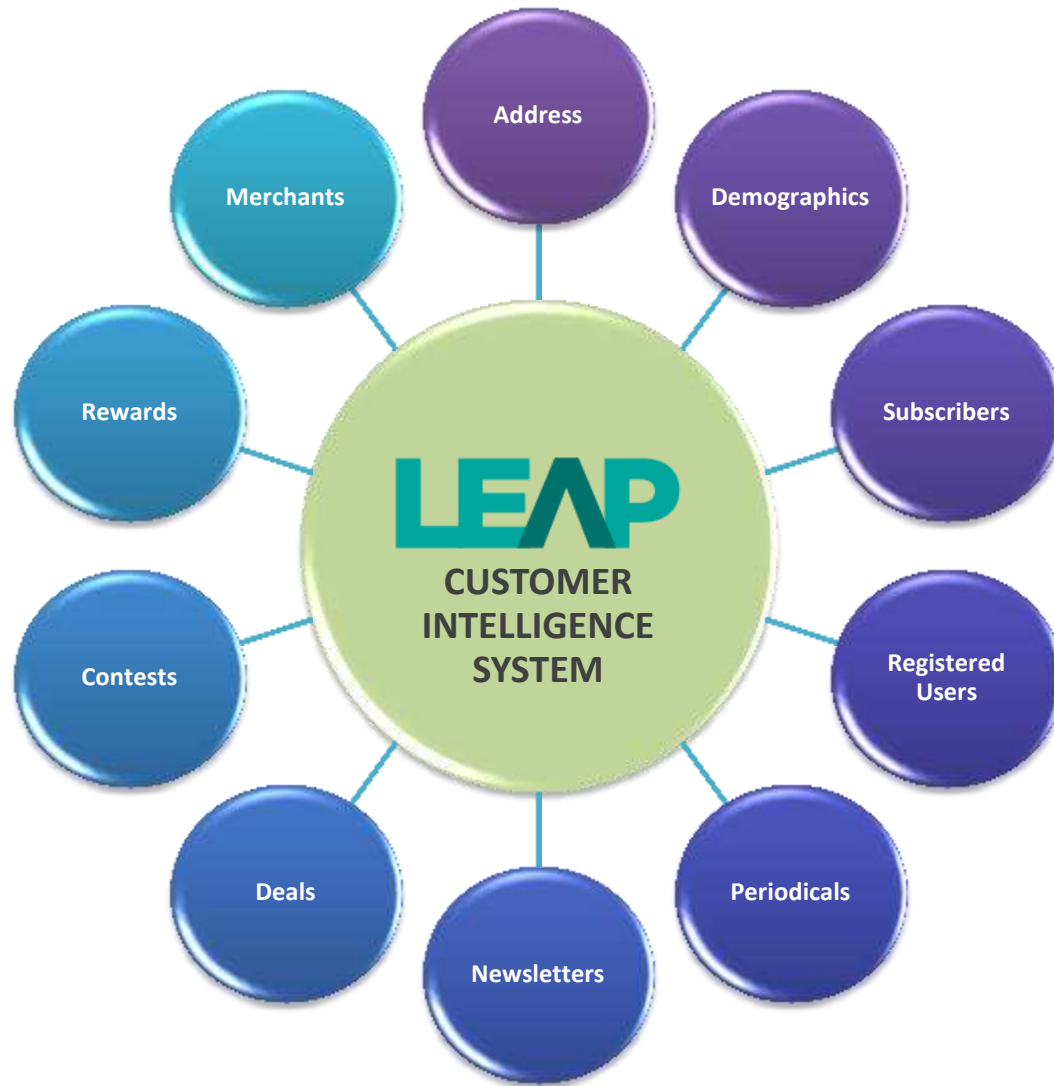 Address
Demographics
Subscribers
Registered
Users
Periodicals
Newsletters
Deals
Contests
Rewards
Merchants
LEAP
CUSTOMER
INTELLIGENCE
SYSTEM